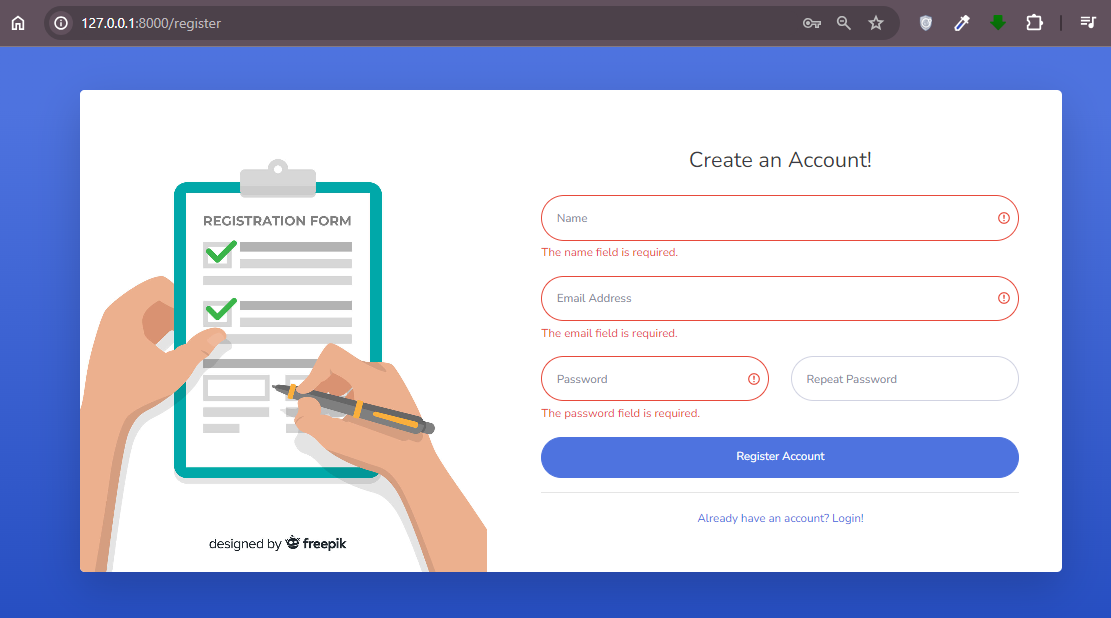 127.0.0.1:8000/register
REGISTRATION FORM
designed by freepik
Create an Account!
Name
The name field is required.
Email Address
The email field is required.
Password
Repeat Password
The password field is required.
Register Account
Already have an account? Login!